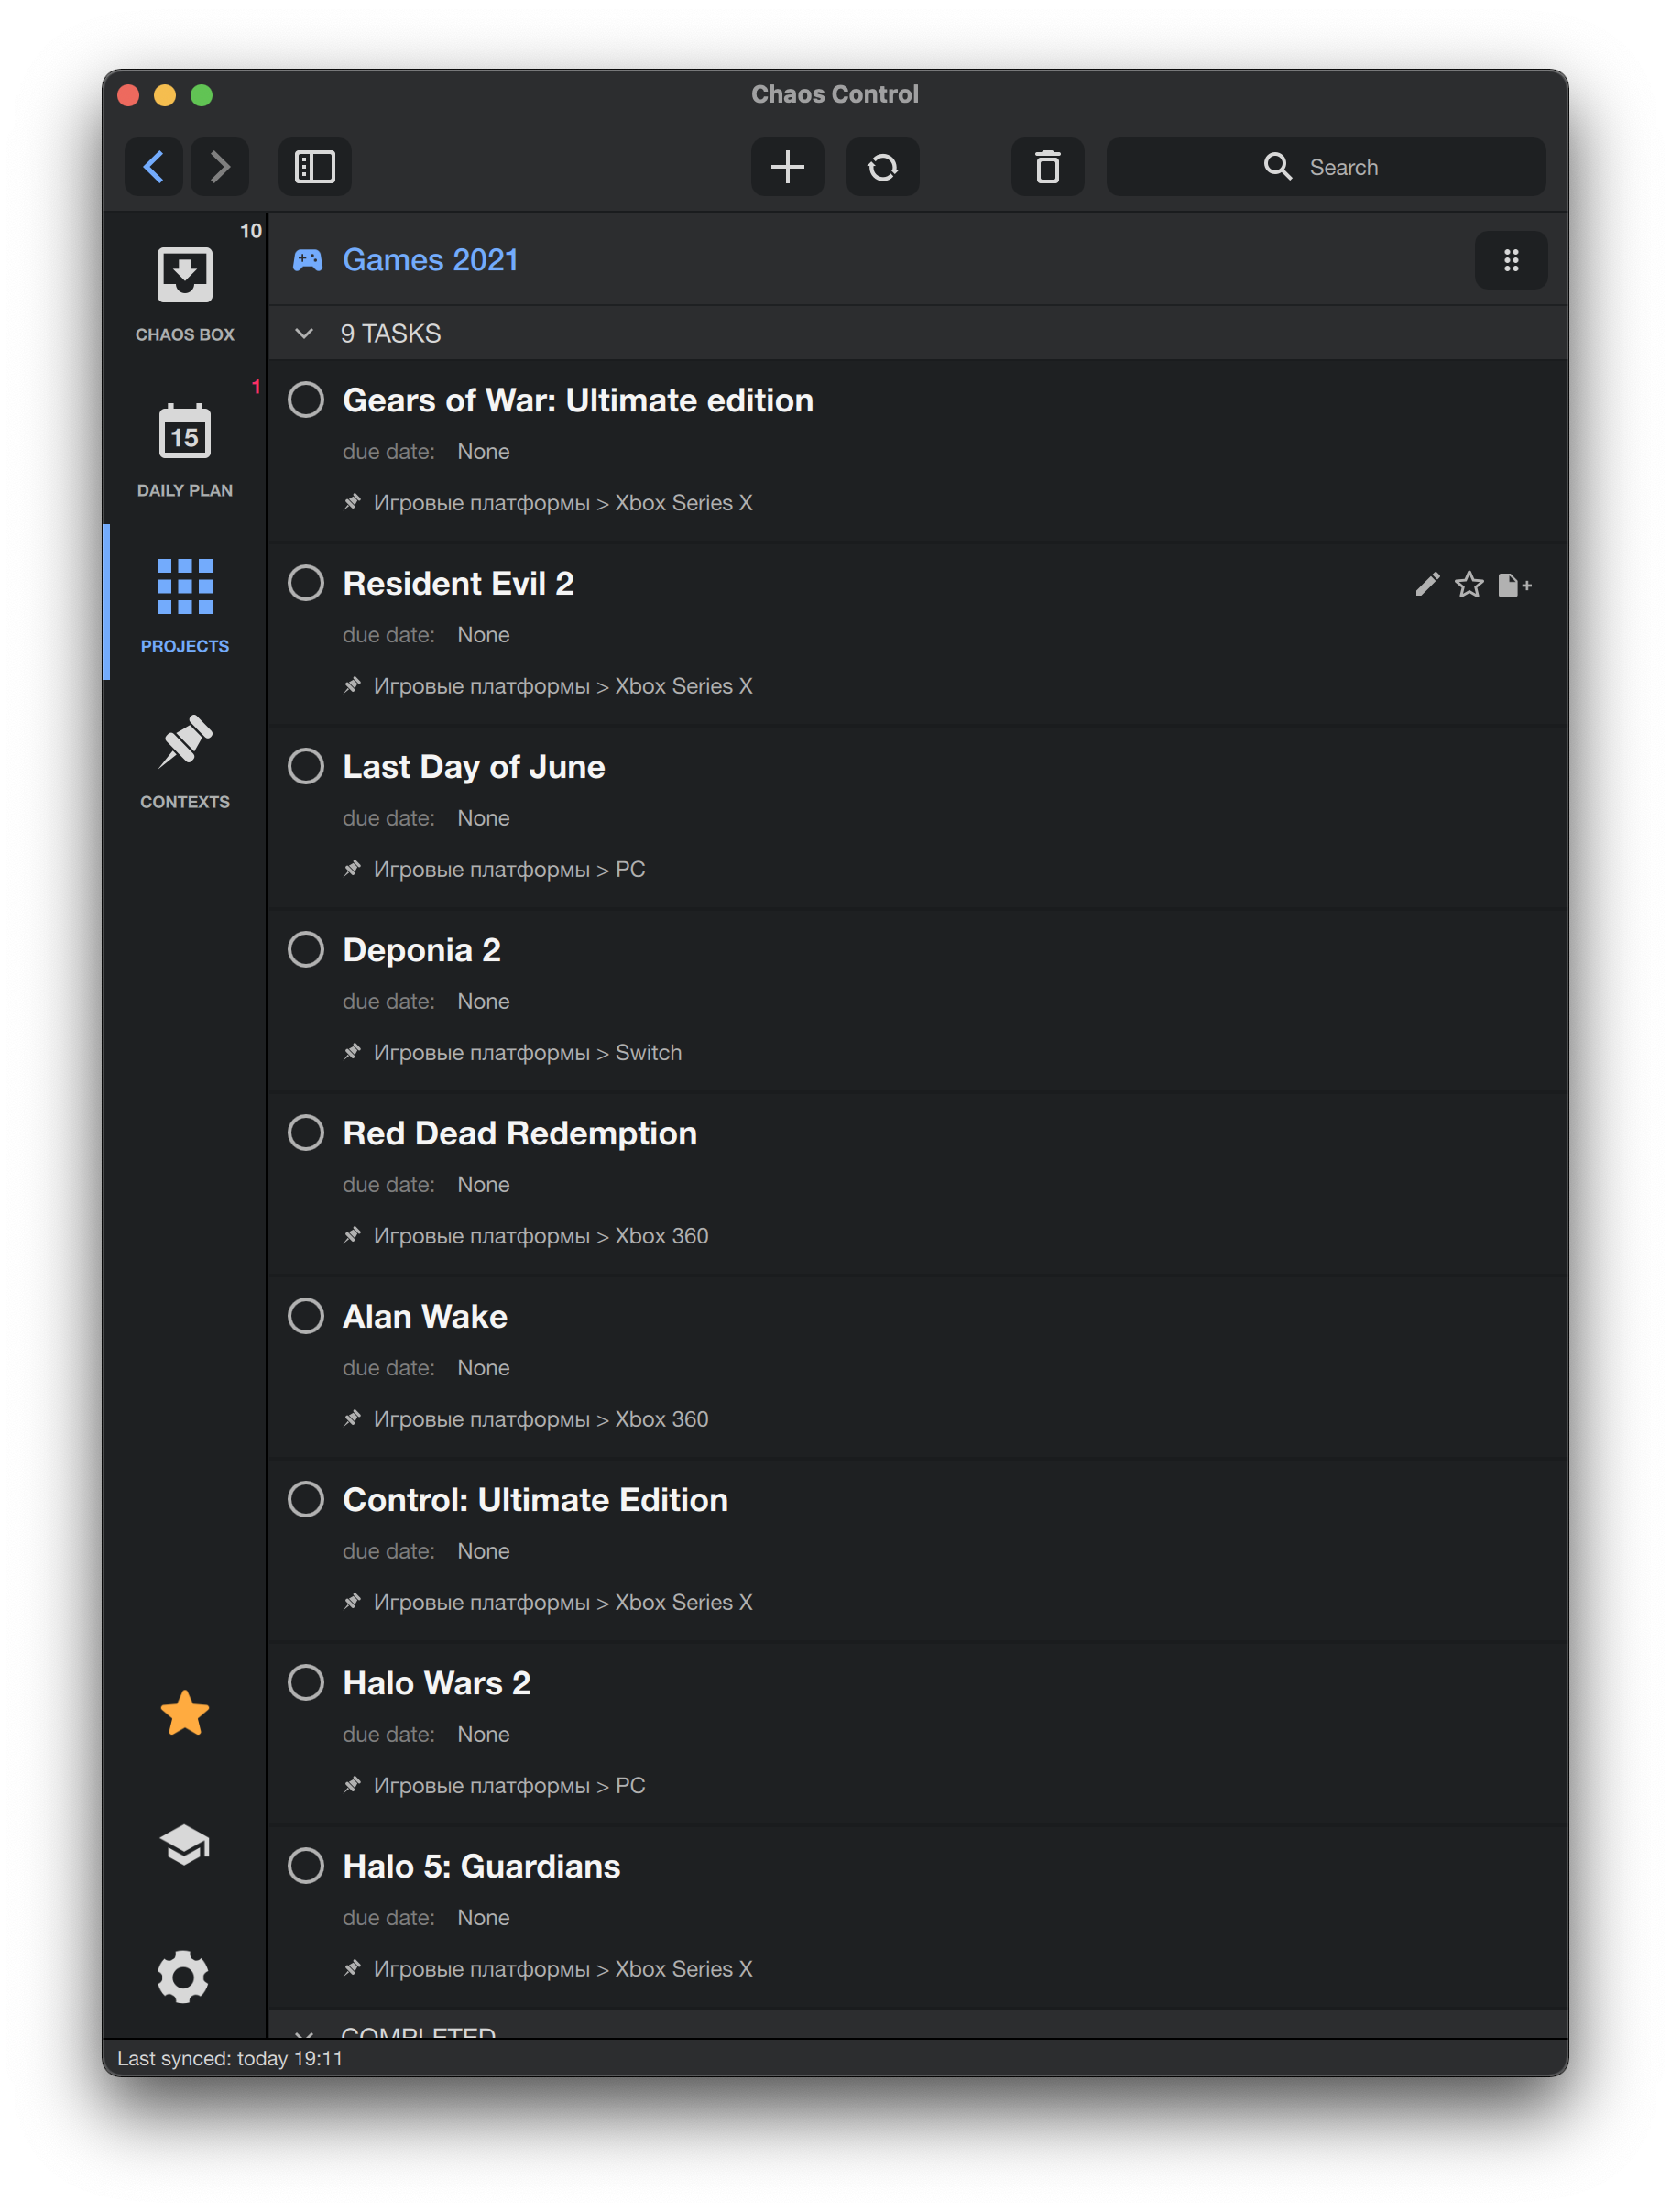 Chaos Control
Search
10
CHAOS BOX
1
15
DAILY PLAN
PROJECTS
CONTEXTS
Games 2021
9 TASKS
Gears of War: Ultimate edition
due date: None
Игровые платформы > Xbox Series X
Resident Evil 2
due date: None
Игровые платформы > Xbox Series X
Last Day of June
due date: None
Игровые платформы > PC
Deponia 2
due date: None
Игровые платформы > Switch
Red Dead Redemption
due date: None
Игровые платформы > Xbox 360
Alan Wake
due date: None
Игровые платформы > Xbox 360
Control: Ultimate Edition
due date: None
Игровые платформы > Xbox Series X
Halo Wars 2
due date: None
Игровые платформы > PC
Halo 5: Guardians
due date: None
Игровые платформы > Xbox Series X
COMPLETED
Last synced: today 19:11